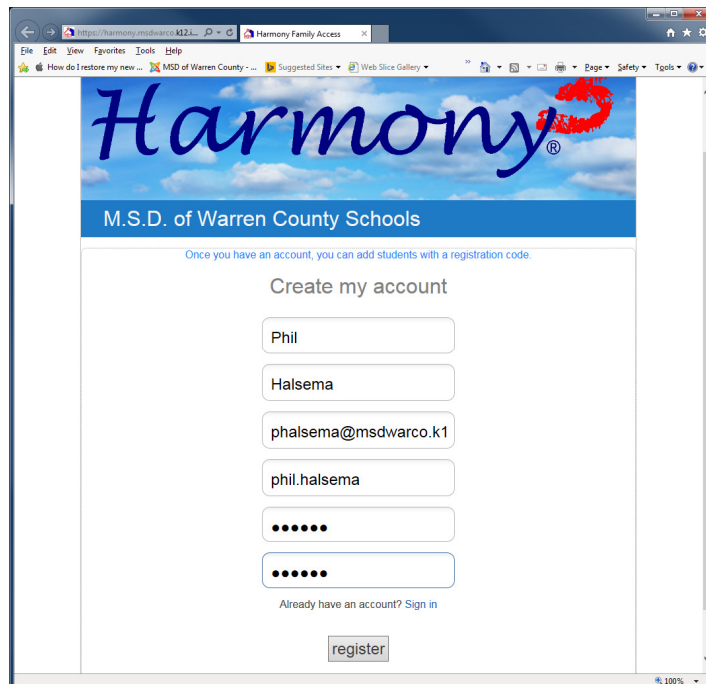 https://harmony.msdwarco.k12.i...
Harmony Family Access
File Edit View Favorites Tools Help
How do I restore my new ... MSD of Warren County - ... Suggested Sites Web Slice Gallery » Page Safety Tools
Harmony3®
M.S.D. of Warren County Schools
Once you have an account, you can add students with a registration code.
Create my account
Phil
Halsema
phalsema@msdwarco.k1
phil.halsema
••••••
••••••
Already have an account? Sign in
register
100%